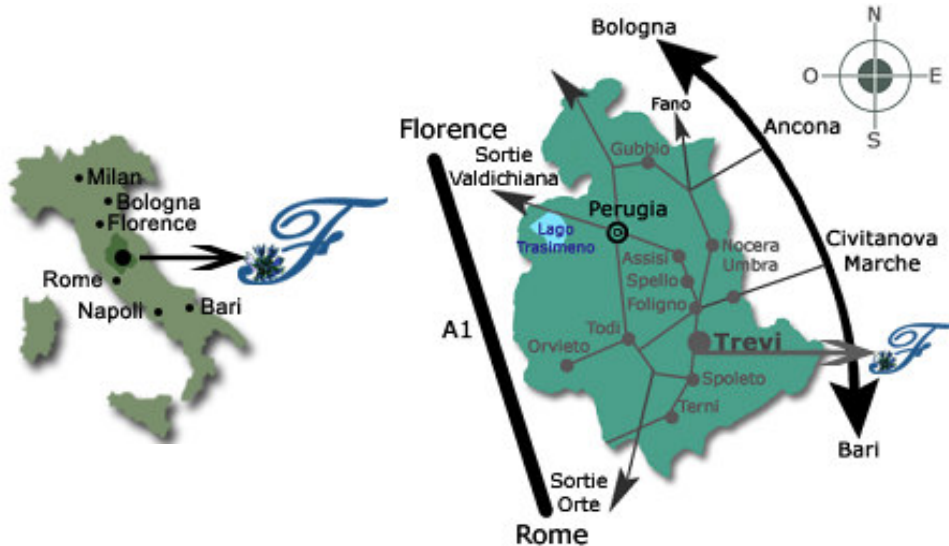 Milan
Bologna
Florence
Rome
Napoli
Bari
F
Bologna
N
O
E
S
Fano
Ancona
Florence
Sortie
Valdichiana
Gubbio
Perugia
Lago
Trasimeno
Assisi
Nocera
Umbra
Civitanova
Marche
Spello
Foligno
A1
Todi
Trevi
F
Orvieto
Spoleto
Terni
Bari
Sortie
Orte
Rome